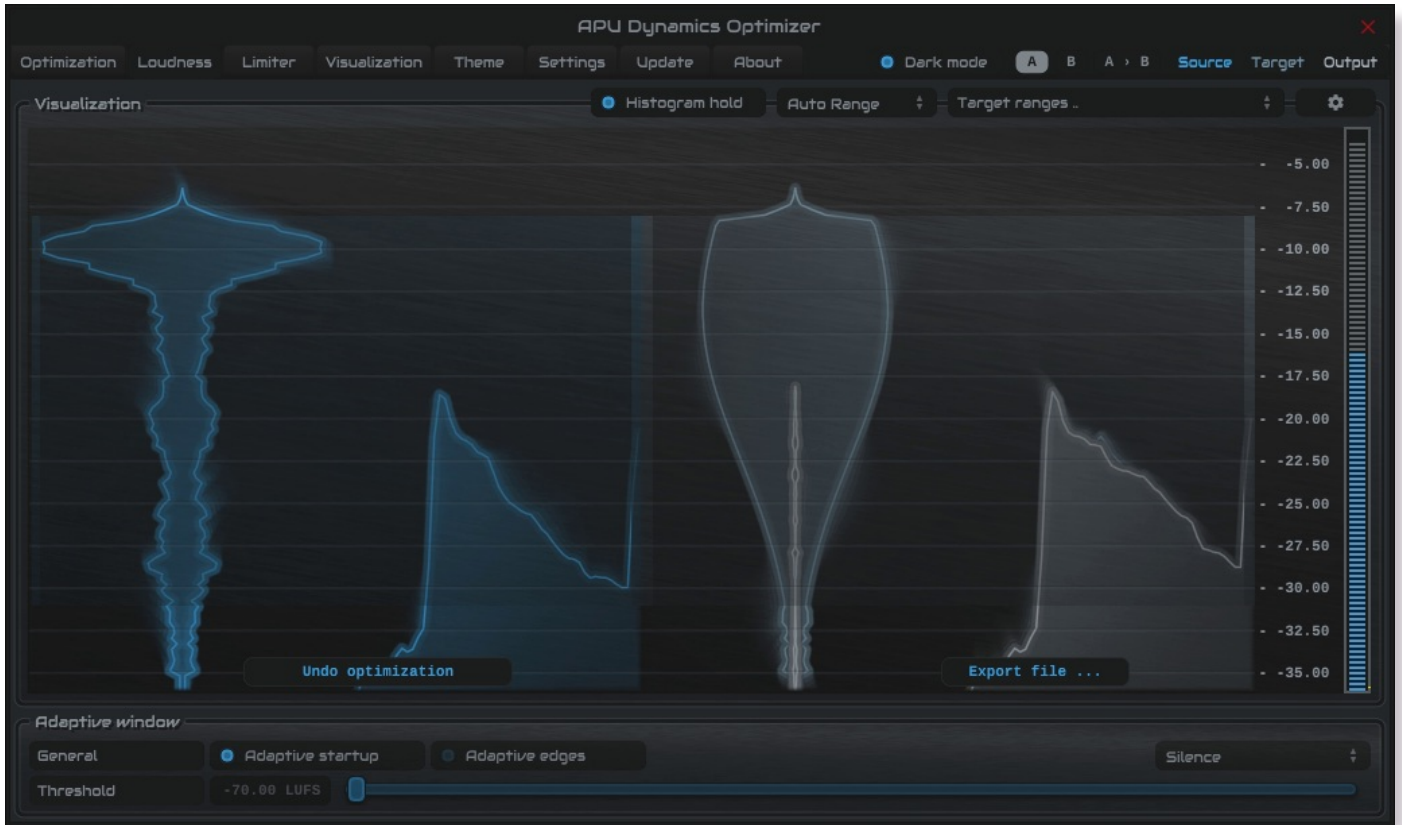 APU Dynamics Optimizer
Optimization Loudness Limiter Visualization Theme Settings Update About Dark mode A B A › B Source Target Output
Visualization Histogram hold Auto Range Target ranges ..
- -5.00
- -7.50
- -10.00
- -12.50
- -15.00
- -17.50
- -20.00
- -22.50
- -25.00
- -27.50
- -30.00
- -32.50
Undo optimization Export file ... - -35.00
Adaptive window
General Adaptive startup Adaptive edges Silence
Threshold -70.00 LUFS